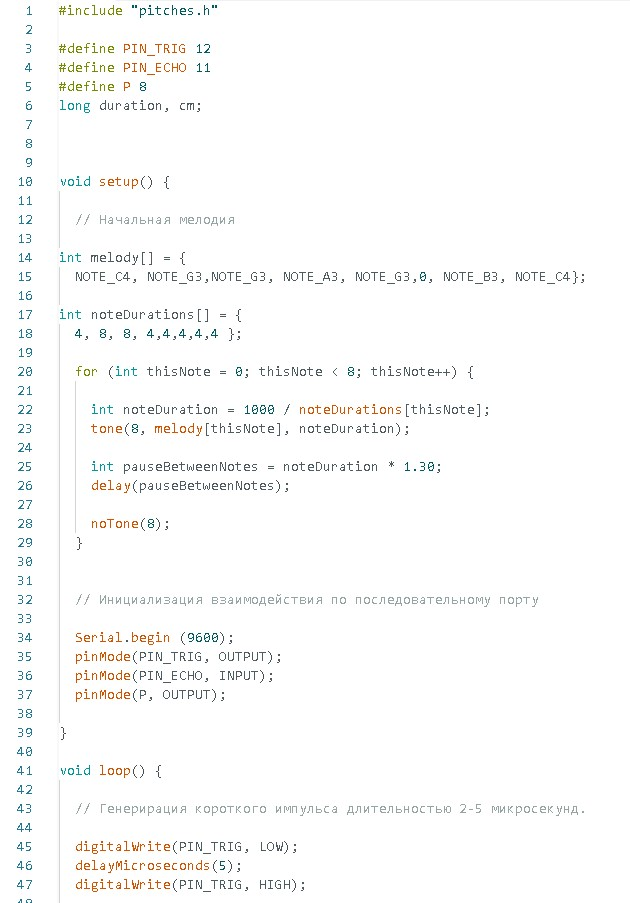 1 #include "pitches.h"
2
3 #define PIN_TRIG 12
4 #define PIN_ECHO 11
5 #define P 8
6 long duration, cm;
7
8
9
10 void setup() {
11
12 // Начальная мелодия
13
14 int melody[] = {
15 NOTE_C4, NOTE_G3,NOTE_G3, NOTE_A3, NOTE_G3,0, NOTE_B3, NOTE_C4};
16
17 int noteDurations[] = {
18 4, 8, 8, 4,4,4,4,4 };
19
20 for (int thisNote = 0; thisNote < 8; thisNote++) {
21
22 int noteDuration = 1000 / noteDurations[thisNote];
23 tone(8, melody[thisNote], noteDuration);
24
25 int pauseBetweenNotes = noteDuration * 1.30;
26 delay(pauseBetweenNotes);
27
28 noTone(8);
29 }
30
31
32 // Инициализация взаимодействия по последовательному порту
33
34 Serial.begin (9600);
35 pinMode(PIN_TRIG, OUTPUT);
36 pinMode(PIN_ECHO, INPUT);
37 pinMode(P, OUTPUT);
38
39 }
40
41 void loop() {
42
43 // Генерирация короткого импульса длительностью 2-5 микросекунд.
44
45 digitalWrite(PIN_TRIG, LOW);
46 delayMicroseconds(5);
47 digitalWrite(PIN_TRIG, HIGH);